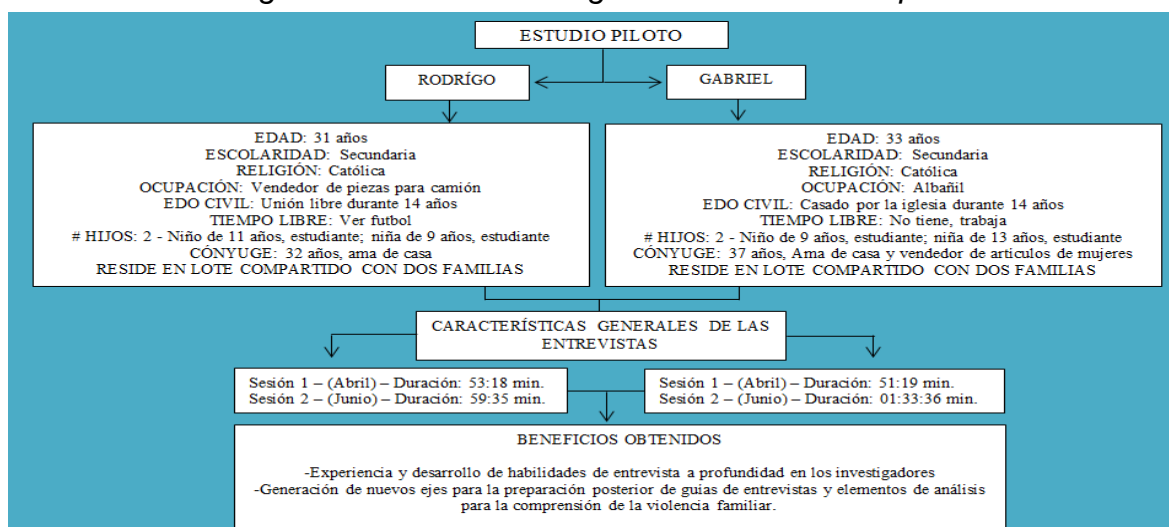 ESTUDIO PILOTO
RODRÍGO
GABRIEL
EDAD: 31 años
ESCOLARIDAD: Secundaria
RELIGIÓN: Católica
OCUPACIÓN: Vendedor de piezas para camión
EDO CIVIL: Unión libre durante 14 años
TIEMPO LIBRE: Ver futbol
# HIJOS: 2 - Niño de 11 años, estudiante; niña de 9 años, estudiante
CÓNYUGE: 32 años, ama de casa
RESIDE EN LOTE COMPARTIDO CON DOS FAMILIAS
EDAD: 33 años
ESCOLARIDAD: Secundaria
RELIGIÓN: Católica
OCUPACIÓN: Albañil
EDO CIVIL: Casado por la iglesia durante 14 años
TIEMPO LIBRE: No tiene, trabaja
# HIJOS: 2 - Niño de 9 años, estudiante; niña de 13 años, estudiante
CÓNYUGE: 37 años, Ama de casa y vendedor de artículos de mujeres
RESIDE EN LOTE COMPARTIDO CON DOS FAMILIAS
CARACTERÍSTICAS GENERALES DE LAS
ENTREVISTAS
Sesión 1 – (Abril) – Duración: 53:18 min.
Sesión 2 – (Junio) – Duración: 59:35 min.
Sesión 1 – (Abril) – Duración: 51:19 min.
Sesión 2 – (Junio) – Duración: 01:33:36 min.
BENEFICIOS OBTENIDOS
-Experiencia y desarrollo de habilidades de entrevista a profundidad en los investigadores
-Generación de nuevos ejes para la preparación posterior de guías de entrevistas y elementos de análisis
para la comprensión de la violencia familiar.